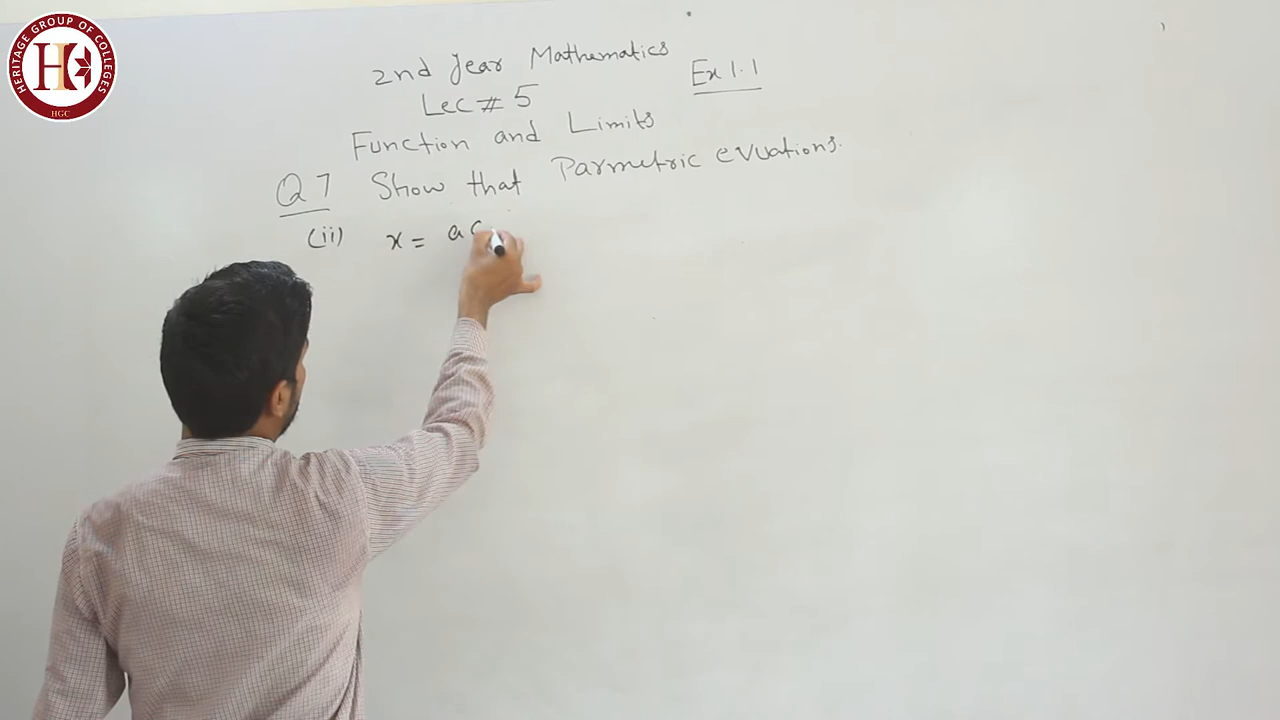 HERITAGE GROUP OF COLLEGES
HGC
2nd Year Mathematics
Lec # 5
Ex 1.1
Function and Limits
Q7 Show that Parmetric evuations.
(ii) x = a c